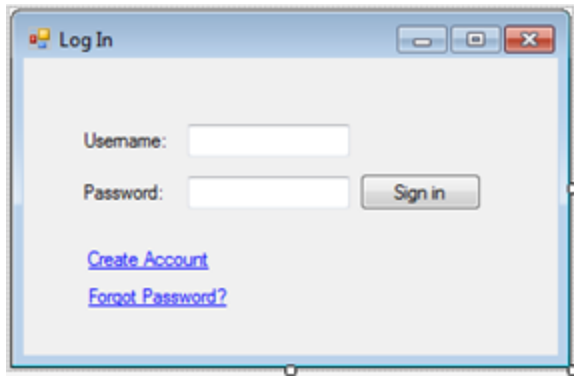 Log In
Username:
Password: Sign in
Create Account
Forgot Password?